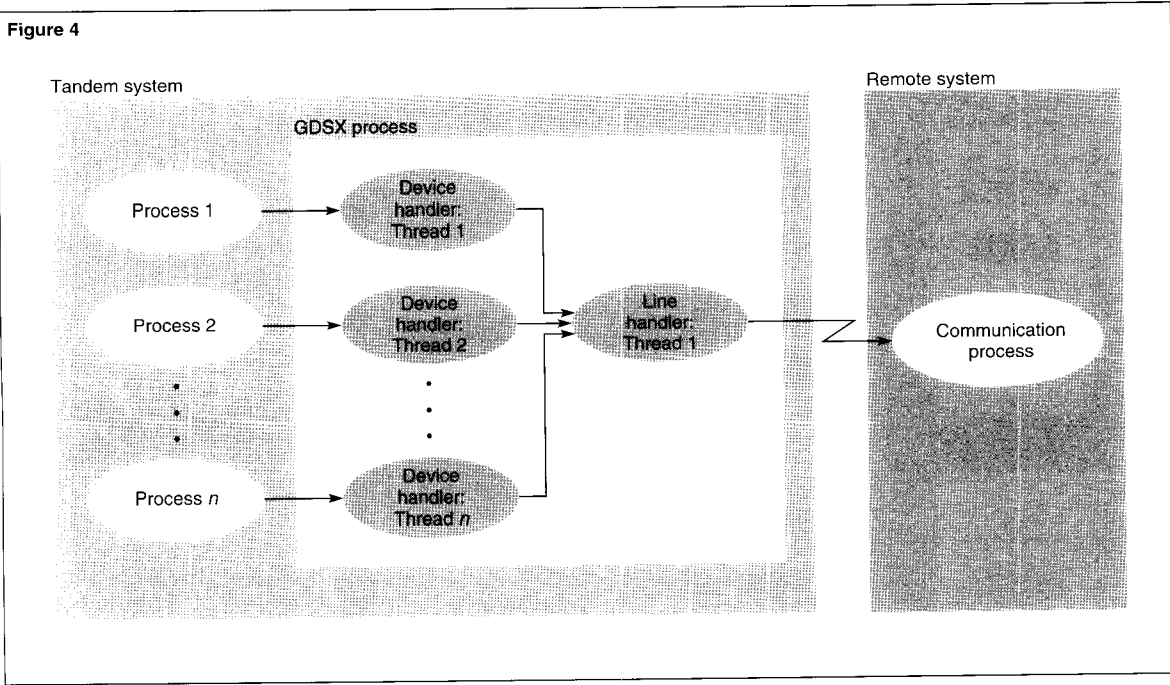 Figure 4
Tandem system
Remote system
GDSX process
Process 1
Device
handler:
Thread 1
Process 2
Device
handler:
Thread 2
Line
handler:
Thread 1
Communication
process
Process n
Device
handler:
Thread n